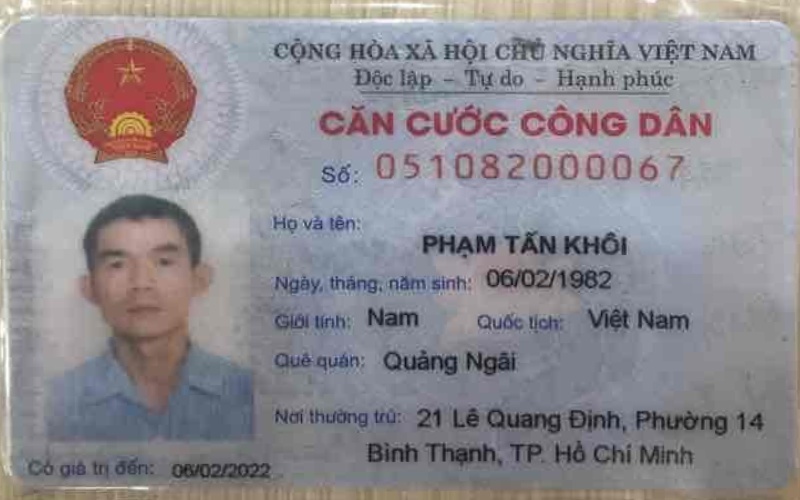 CỘNG HÒA XÃ HỘI CHỦ NGHĨA VIỆT NAM
Độc lập – Tự do – Hạnh phúc
CĂN CƯỚC CÔNG DÂN
Số: 051082000067
Họ và tên:
PHẠM TẤN KHÔI
Ngày, tháng, năm sinh: 06/02/1982
Giới tính: Nam Quốc tịch: Việt Nam
Quê quán: Quảng Ngãi
Nơi thường trú: 21 Lê Quang Định, Phường 14
Bình Thạnh, TP. Hồ Chí Minh
Có giá trị đến: 06/02/2022